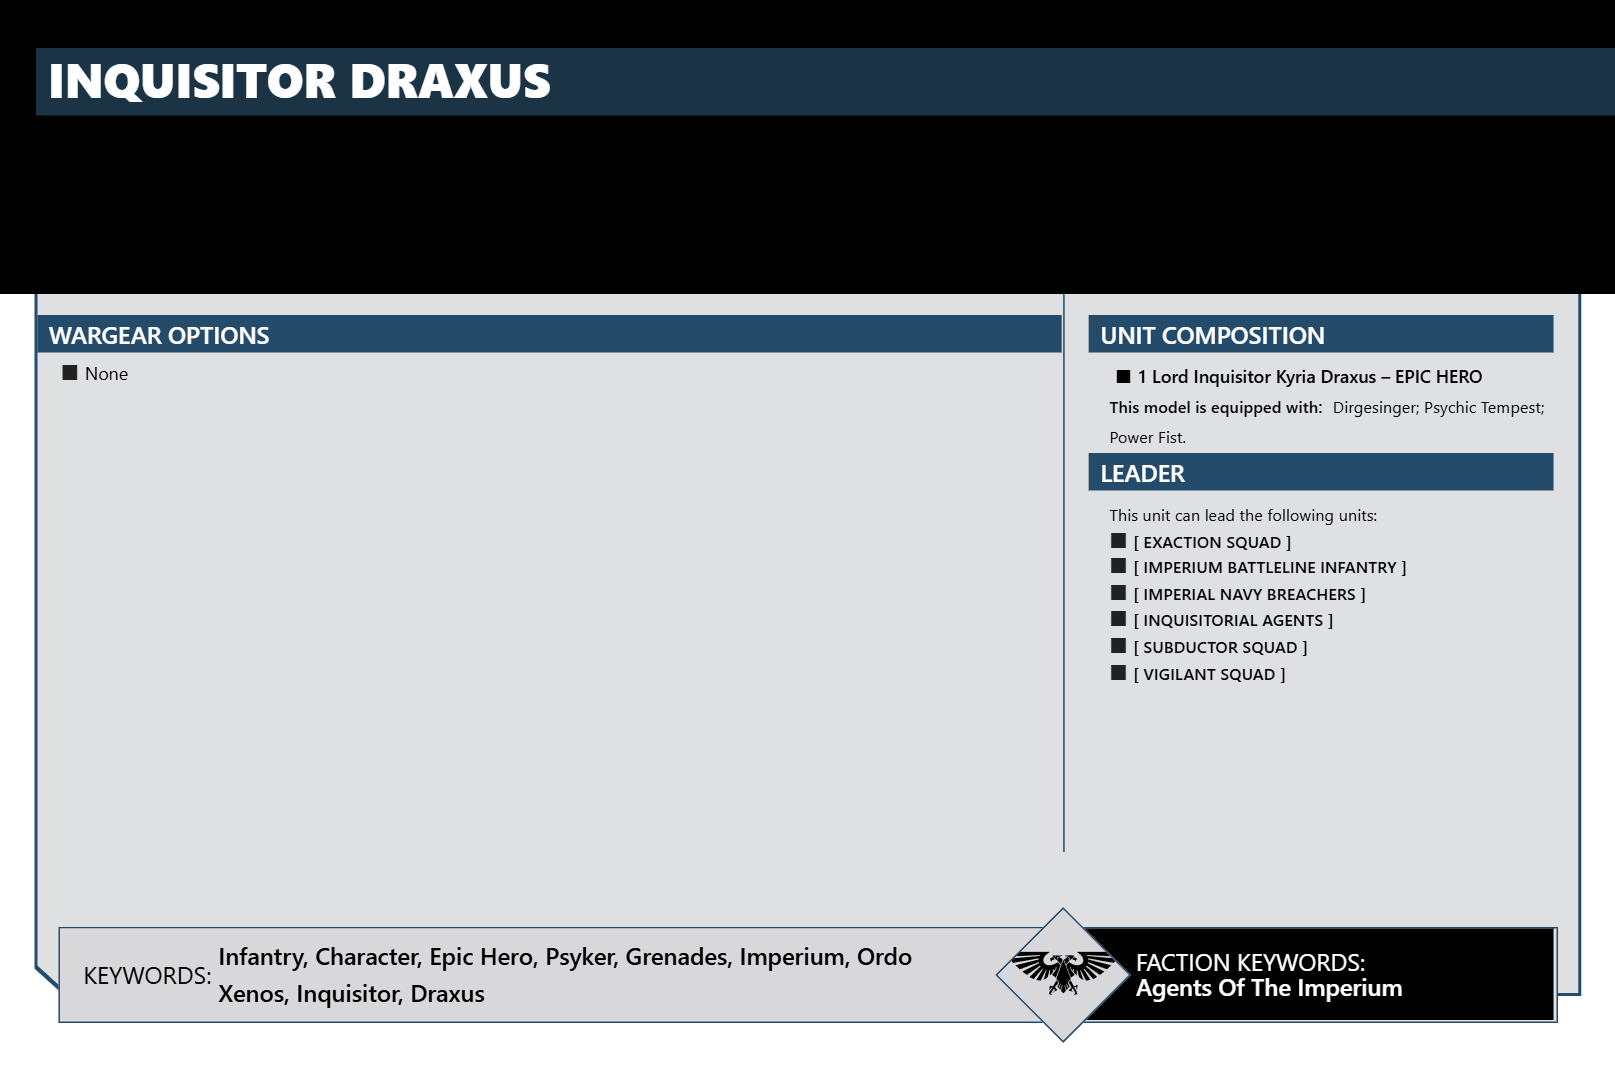 INQUISITOR DRAXUS
WARGEAR OPTIONS
■ None
UNIT COMPOSITION
■ 1 Lord Inquisitor Kyria Draxus – EPIC HERO
This model is equipped with: Dirgesinger; Psychic Tempest;
Power Fist.
LEADER
This unit can lead the following units:
■ [ EXACTION SQUAD ]
■ [ IMPERIUM BATTLELINE INFANTRY ]
■ [ IMPERIAL NAVY BREACHERS ]
■ [ INQUISITORIAL AGENTS ]
■ [ SUBDUCTOR SQUAD ]
■ [ VIGILANT SQUAD ]
KEYWORDS:
Infantry, Character, Epic Hero, Psyker, Grenades, Imperium, Ordo
Xenos, Inquisitor, Draxus
FACTION KEYWORDS:
Agents Of The Imperium